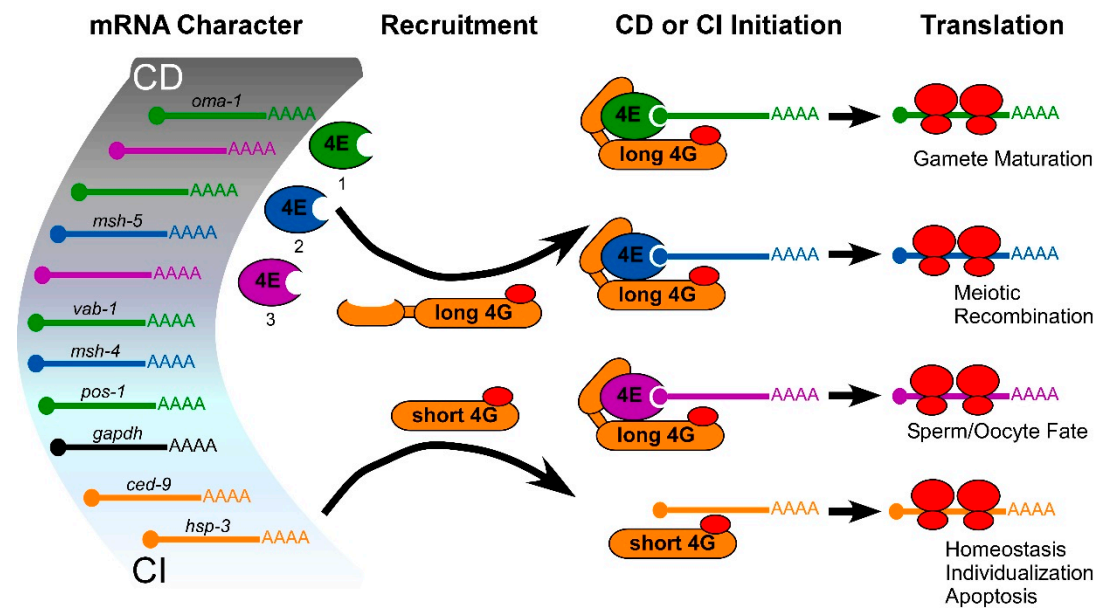 mRNA Character
Recruitment
CD or CI Initiation
Translation
CD
oma-1
AAAA
AAAA
AAAA
msh-5
AAAA
AAAA
vab-1
AAAA
msh-4
AAAA
pos-1
AAAA
gapdh
AAAA
ced-9
AAAA
hsp-3
AAAA
CI
4E
1
4E
2
4E
3
long 4G
short 4G
4E
AAAA
long 4G
AAAA
Gamete Maturation
4E
AAAA
long 4G
AAAA
Meiotic
Recombination
4E
AAAA
long 4G
AAAA
Sperm/Oocyte Fate
AAAA
short 4G
AAAA
Homeostasis
Individualization
Apoptosis